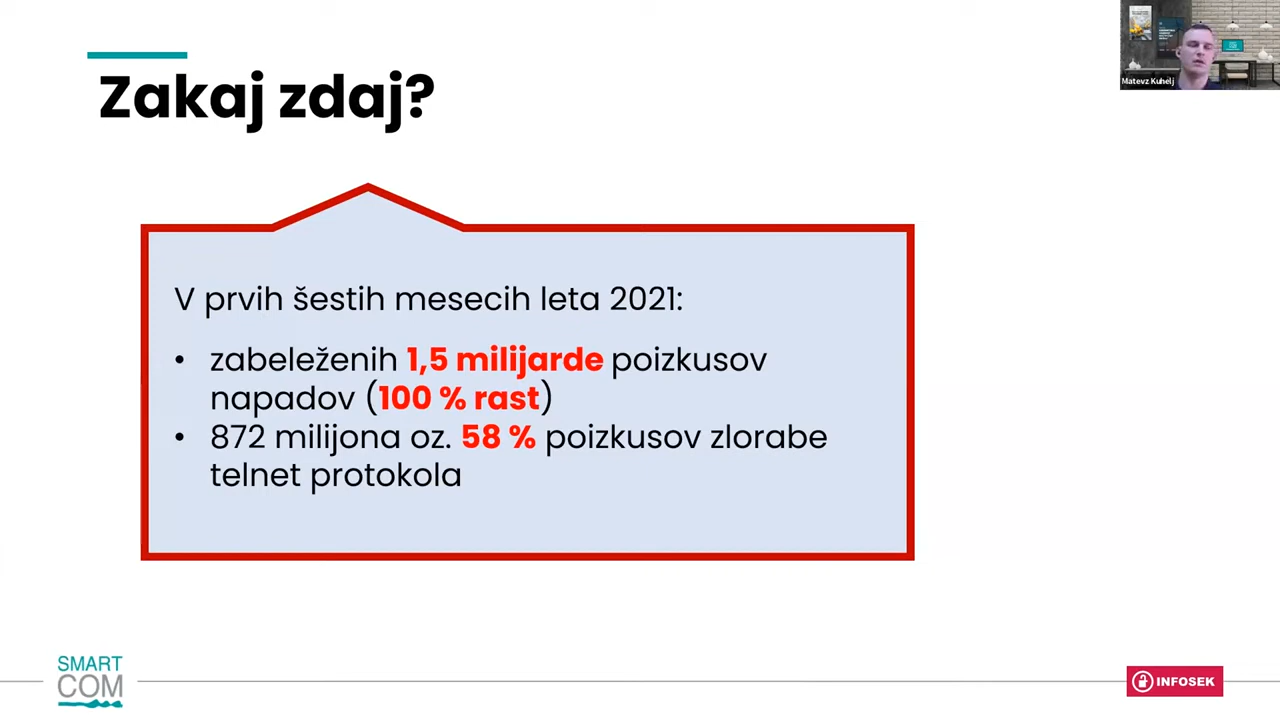 Zakaj zdaj?
Matevz Kuhelj
V prvih šestih mesecih leta 2021:
• zabeleženih 1,5 milijarde poizkusov
napadov (100 % rast)
• 872 milijona oz. 58 % poizkusov zlorabe
telnet protokola
SMART
COM
INFOSEK